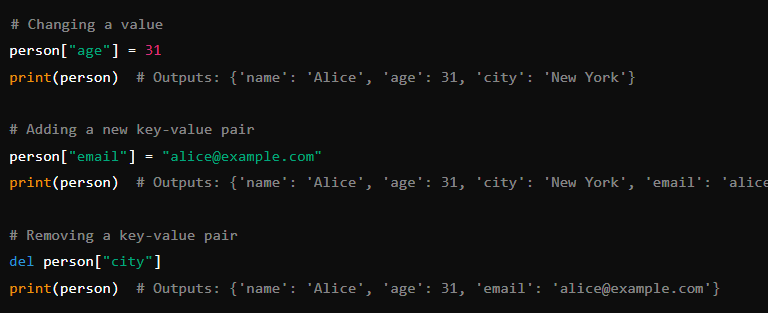 # Changing a value
person["age"] = 31
print(person)  # Outputs: {'name': 'Alice', 'age': 31, 'city': 'New York'}
# Adding a new key-value pair
person["email"] = "alice@example.com"
print(person)  # Outputs: {'name': 'Alice', 'age': 31, 'city': 'New York', 'email': 'alice
# Removing a key-value pair
del person["city"]
print(person)  # Outputs: {'name': 'Alice', 'age': 31, 'email': 'alice@example.com'}